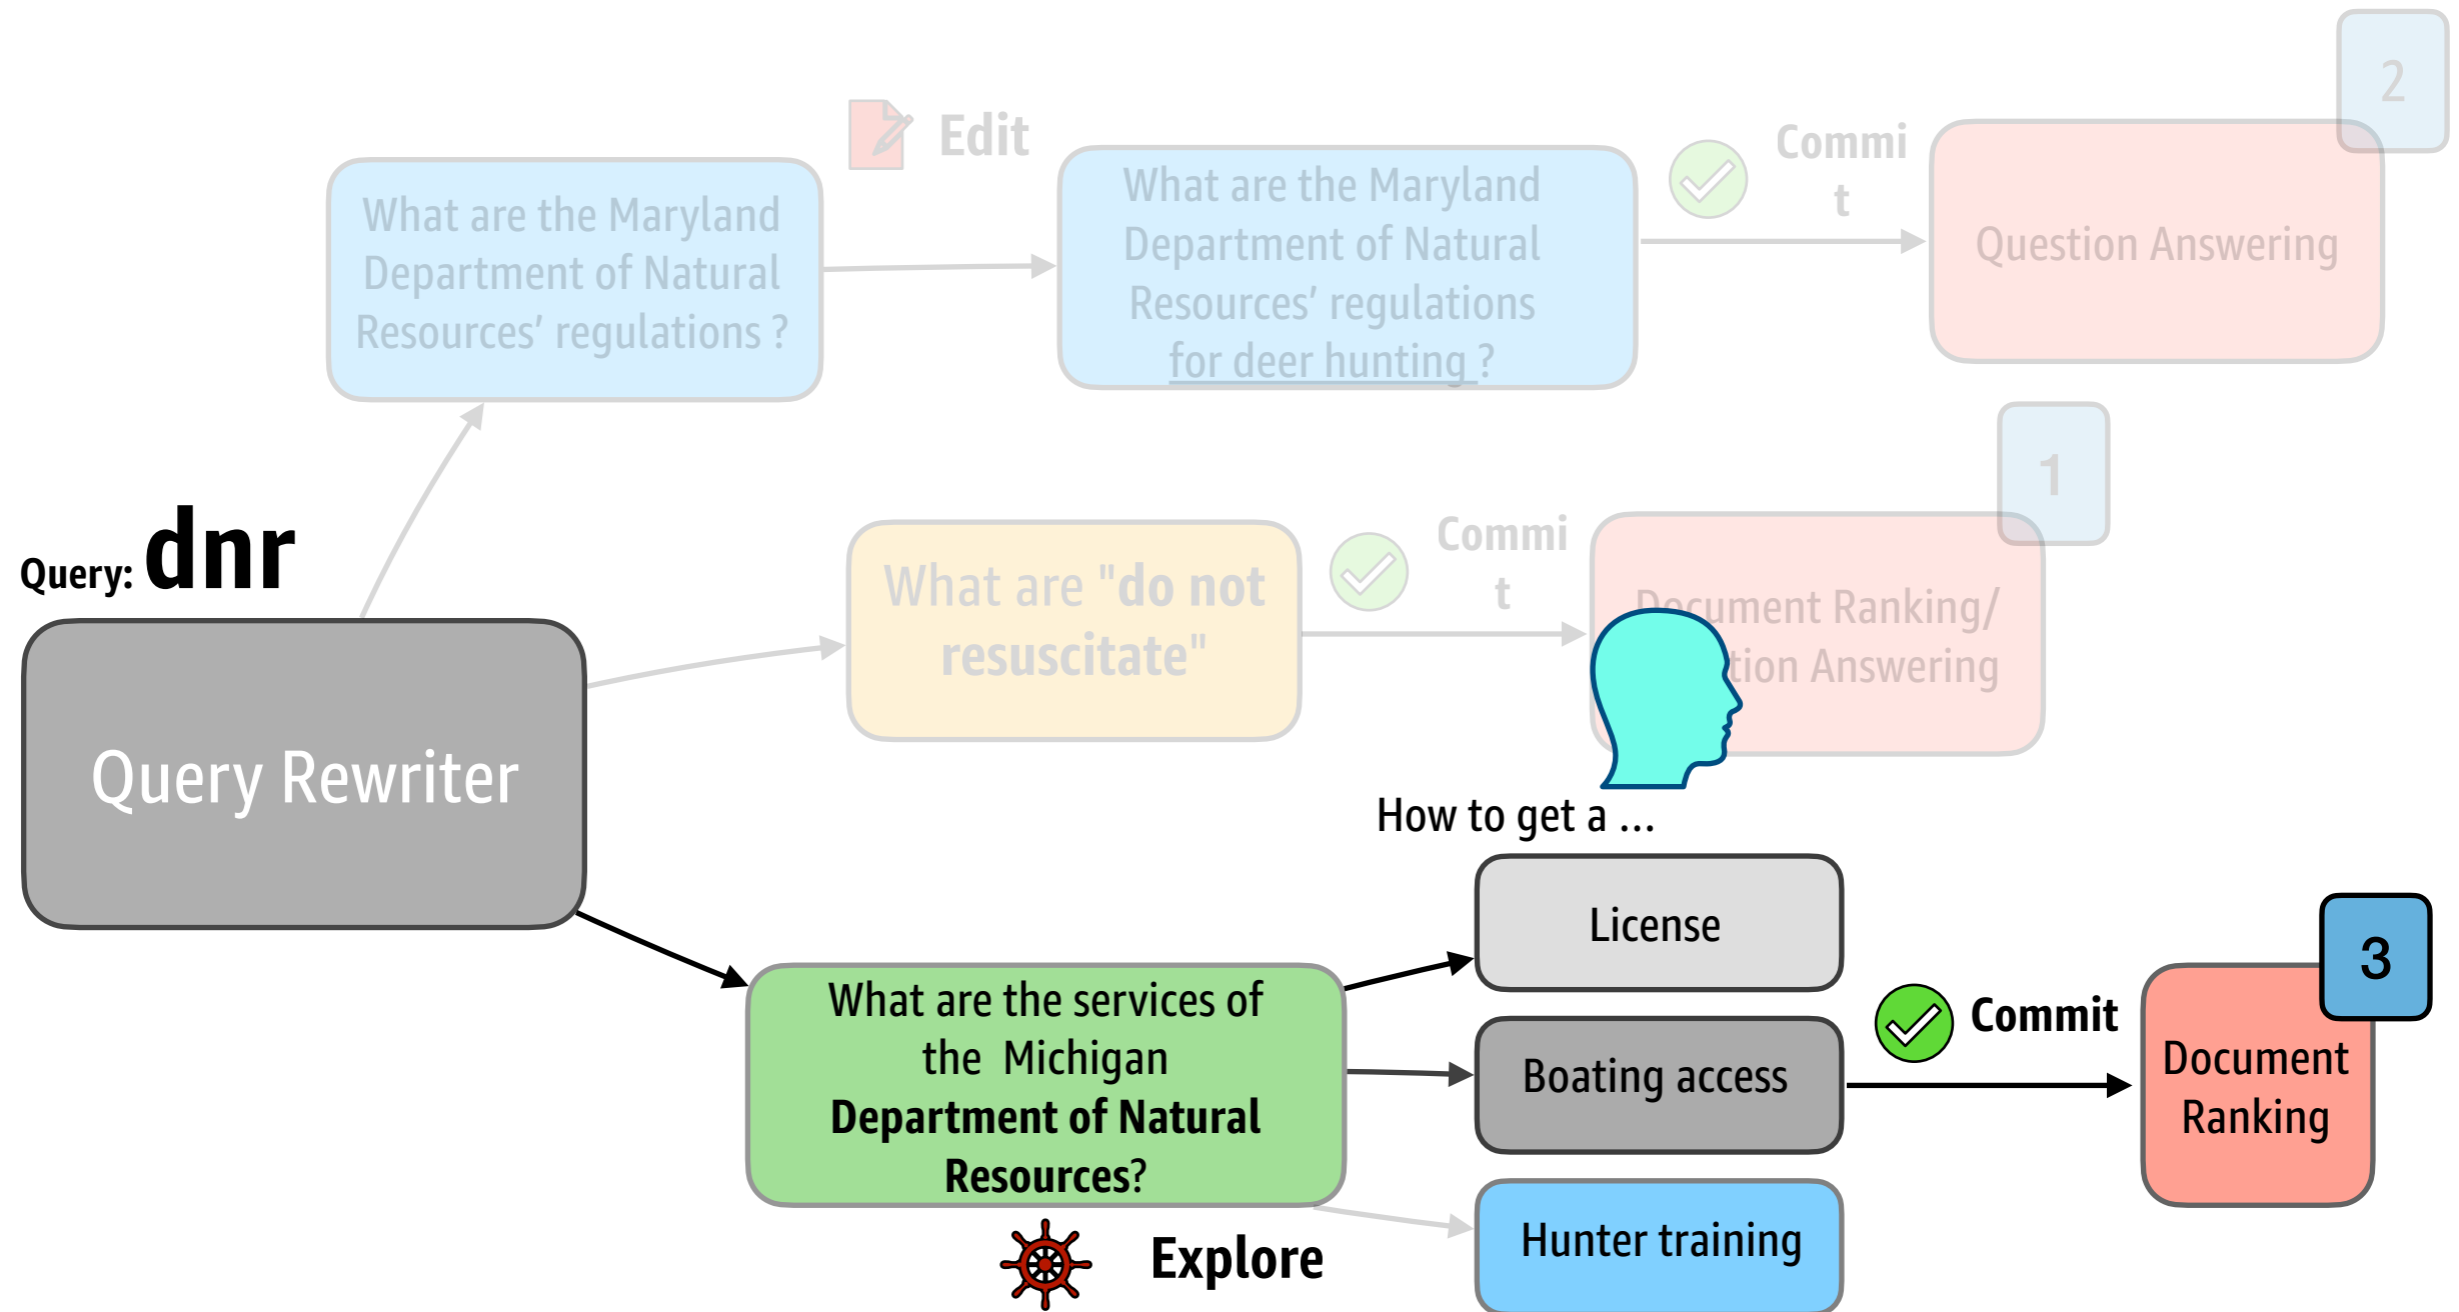 2
Edit
Commi
t
What are the Maryland
Department of Natural
Resources’ regulations ?
What are the Maryland
Department of Natural
Resources’ regulations
for deer hunting ?
Question Answering
1
Query: dnr
What are "do not
resuscitate"
Commi
t
Document Ranking/
Answering
Query Rewriter
How to get a ...
License
3
What are the services of
the Michigan
Department of Natural
Resources?
Boating access
Commit
Document
Ranking
Hunter training
Explore